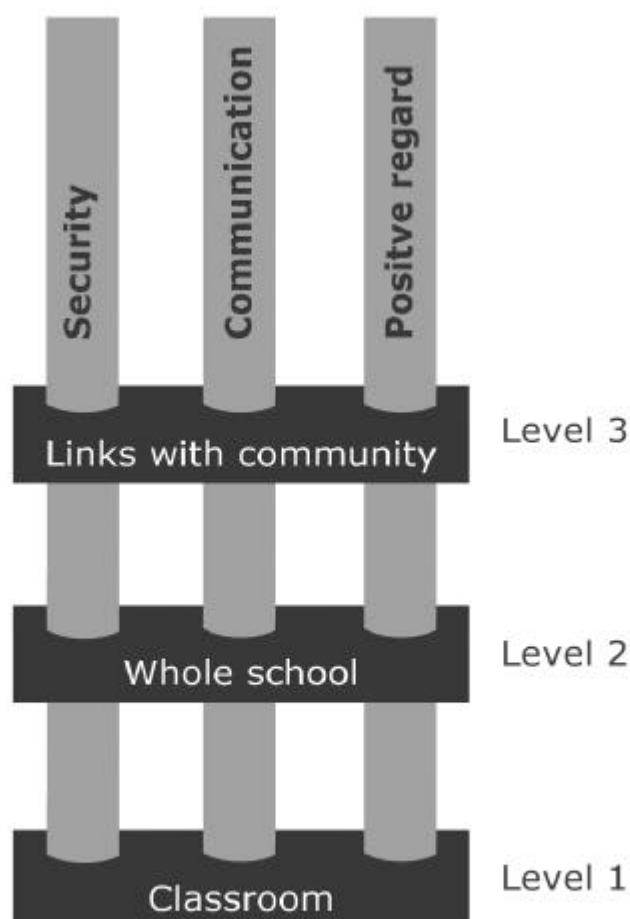 Security
Communication
Positve regard
Links with community
Level 3
Whole school
Level 2
Classroom
Level 1